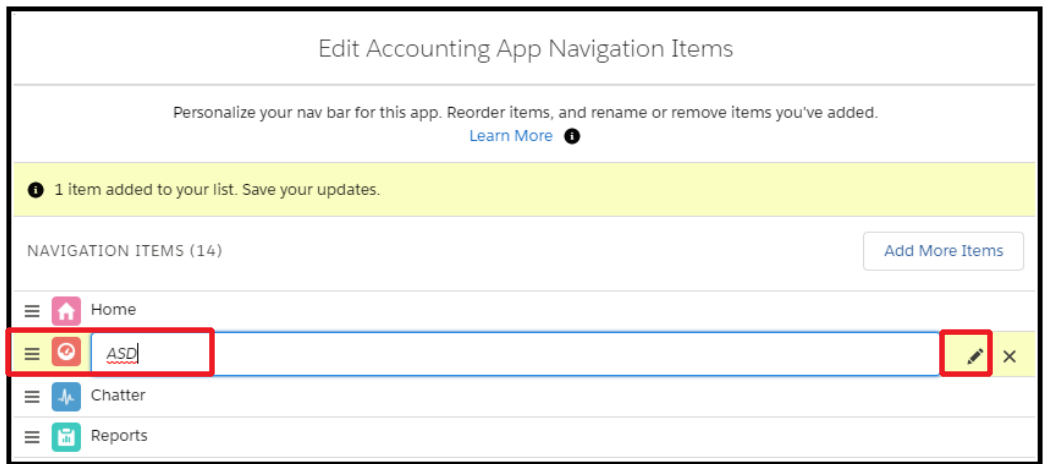 Edit Accounting App Navigation Items
Personalize your nav bar for this app. Reorder items, and rename or remove items you've added.
Learn More
1 item added to your list. Save your updates.
NAVIGATION ITEMS (14)
Add More Items
Home
ASD
Chatter
Reports